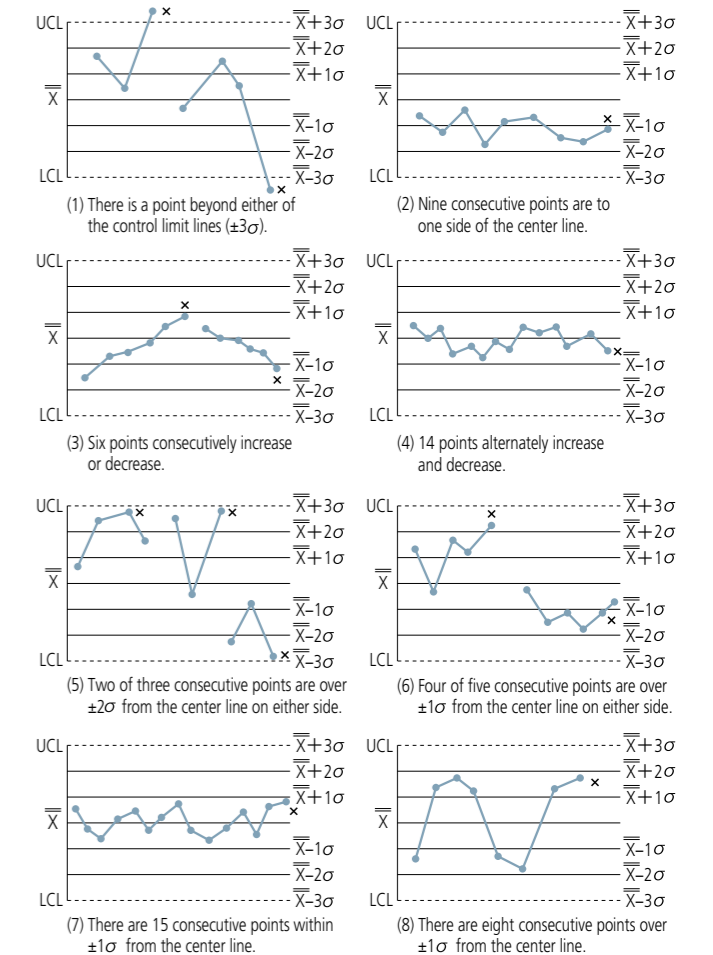 UCL
X̿+3σ
X̿+2σ
X̿+1σ
X̿
X̿–1σ
X̿–2σ
LCL
X̿–3σ
(1) There is a point beyond either of
the control limit lines (±3σ).
UCL
X̿+3σ
X̿+2σ
X̿+1σ
X̿
X̿–1σ
X̿–2σ
LCL
X̿–3σ
(2) Nine consecutive points are to
one side of the center line.
UCL
X̿+3σ
X̿+2σ
X̿+1σ
X̿
X̿–1σ
X̿–2σ
LCL
X̿–3σ
(3) Six points consecutively increase
or decrease.
UCL
X̿+3σ
X̿+2σ
X̿+1σ
X̿
X̿–1σ
X̿–2σ
LCL
X̿–3σ
(4) 14 points alternately increase
and decrease.
UCL
X̿+3σ
X̿+2σ
X̿+1σ
X̿
X̿–1σ
X̿–2σ
LCL
X̿–3σ
(5) Two of three consecutive points are over
±2σ from the center line on either side.
UCL
X̿+3σ
X̿+2σ
X̿+1σ
X̿
X̿–1σ
X̿–2σ
LCL
X̿–3σ
(6) Four of five consecutive points are over
±1σ from the center line on either side.
UCL
X̿+3σ
X̿+2σ
X̿+1σ
X̿
X̿–1σ
X̿–2σ
LCL
X̿–3σ
(7) There are 15 consecutive points within
±1σ from the center line.
UCL
X̿+3σ
X̿+2σ
X̿+1σ
X̿
X̿–1σ
X̿–2σ
LCL
X̿–3σ
(8) There are eight consecutive points over
±1σ from the center line.